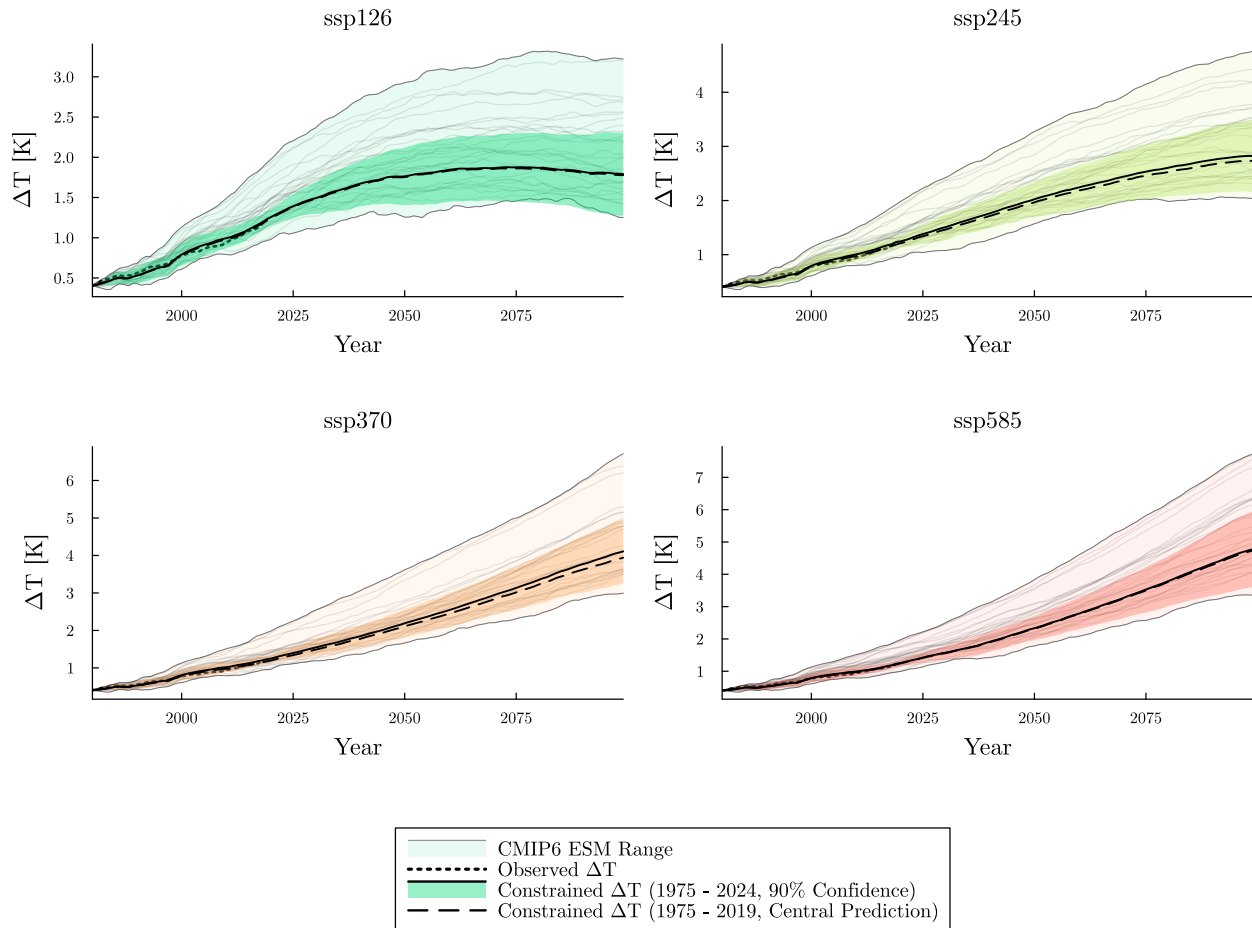 ssp126
ΔT [K]
3.0
2.5
2.0
1.5
1.0
0.5
2000 2025 2050 2075
Year
ssp245
ΔT [K]
4
3
2
1
2000 2025 2050 2075
Year
ssp370
ΔT [K]
6
5
4
3
2
1
2000 2025 2050 2075
Year
ssp585
ΔT [K]
7
6
5
4
3
2
1
2000 2025 2050 2075
Year
CMIP6 ESM Range
Observed ΔT
Constrained ΔT (1975 - 2024, 90% Confidence)
Constrained ΔT (1975 - 2019, Central Prediction)